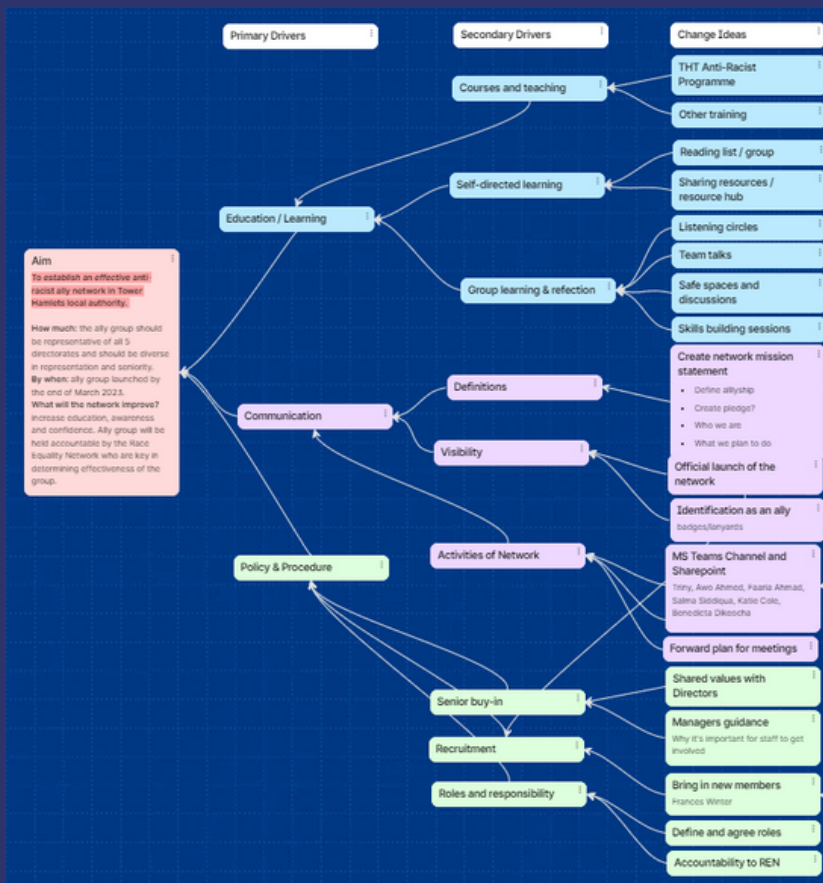 Primary Drivers
Secondary Drivers
Change Ideas
THT Anti-Racist
Programme
Courses and teaching
Other training
Reading list / group
Self-directed learning
Sharing resources /
resource hub
Education / Learning
Listening circles
Team talks
Group learning & refection
Safe spaces and
discussions
Skills building sessions
Aim
To establish an effective anti-
racist ally network in Tower
Hamlets local authority.
How much: the ally group should
be representative of all 5
directorates and should be diverse
in representation and seniority.
By when: ally group launched by
the end of March 2023.
What will the network improve?
increase education, awareness
and confidence. Ally group will be
held accountable by the Race
Equality Network who are key in
determining effectiveness of the
group.
Create network mission
statement
Define allyship
Create pledge?
Who we are
What we plan to do
Definitions
Communication
Visibility
Official launch of the
network
Identification as an ally
badges/lanyards
Activities of Network
MS Teams Channel and
Sharepoint
Triny, Awo Ahmed, Faaria Ahmad,
Salma Siddiqua, Katie Cole,
Benedicta
Forward plan for meetings
Policy & Procedure
Senior buy-in
Shared values with
Directors
Managers guidance
Why it's important for staff to get
involved
Recruitment
Bring in new members
Frances Winter
Roles and responsibility
Define and agree roles
Accountability to REN